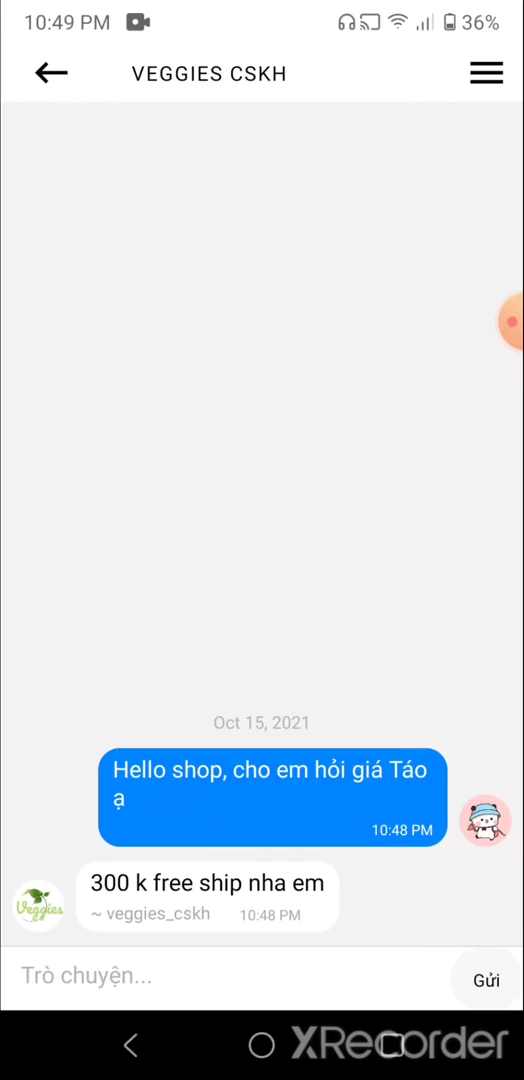 10:49 PM 36%
VEGGIES CSKH
Oct 15, 2021
Hello shop, cho em hỏi giá Táo
ạ
10:48 PM
300 k free ship nha em
Veggies
~ veggies_cskh 10:48 PM
Trò chuyện... Gửi
XRecorder